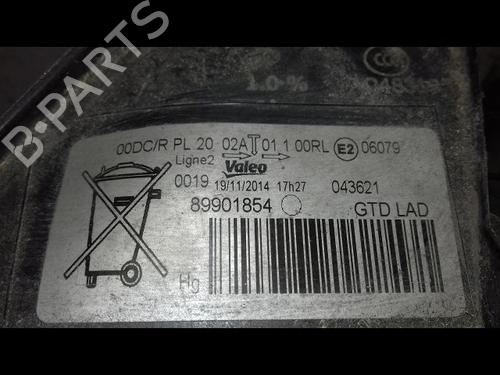 1.0%
00DC/R PL 20 02A 01 1 00RL E2 06079
Ligne2 Valeo
0019 19/11/2014 17h27 043621
89901854 GTD LAD
Hg
B-PARTS